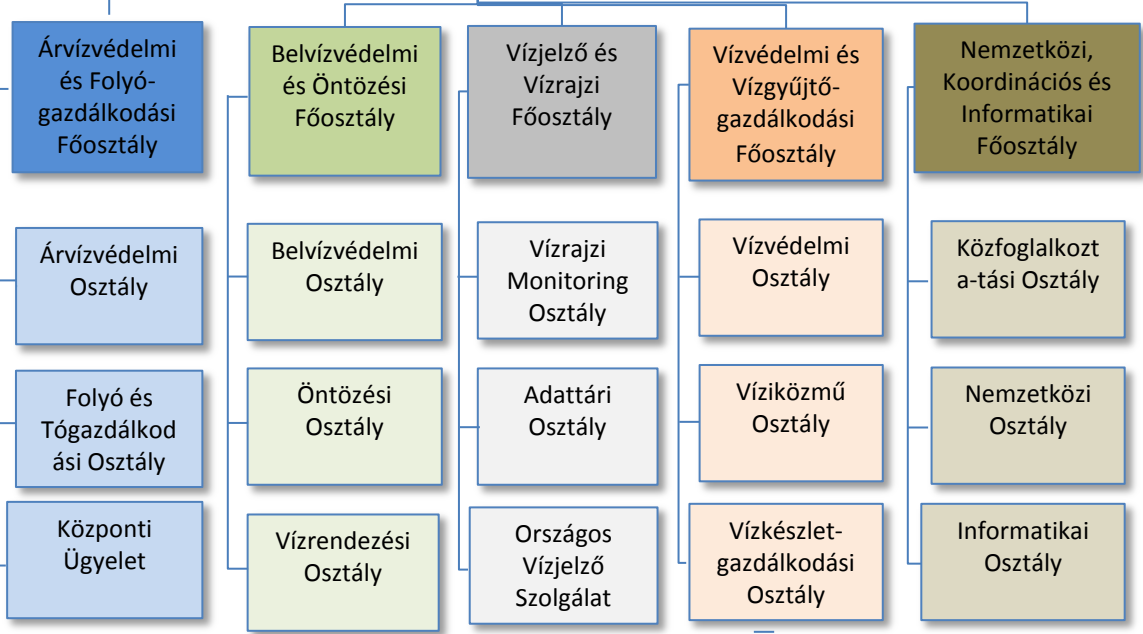 Árvízvédelmi
és Folyó-
gazdálkodási
Főosztály
Belvízvédelmi
és Öntözési
Főosztály
Vízjelző és
Vízrajzi
Főosztály
Vízvédelmi és
Vízgyűjtő-
gazdálkodási
Főosztály
Nemzetközi,
Koordinációs és
Informatikai
Főosztály
Árvízvédelmi
Osztály
Belvízvédelmi
Osztály
Vízrajzi
Monitoring
Osztály
Vízvédelmi
Osztály
Közfoglalkozt
a-tási Osztály
Folyó és
Tógazdálkod
ási Osztály
Öntözési
Osztály
Adattári
Osztály
Víziközmű
Osztály
Nemzetközi
Osztály
Központi
Ügyelet
Vízrendezési
Osztály
Országos
Vízjelző
Szolgálat
Vízkészlet-
gazdálkodási
Osztály
Informatikai
Osztály